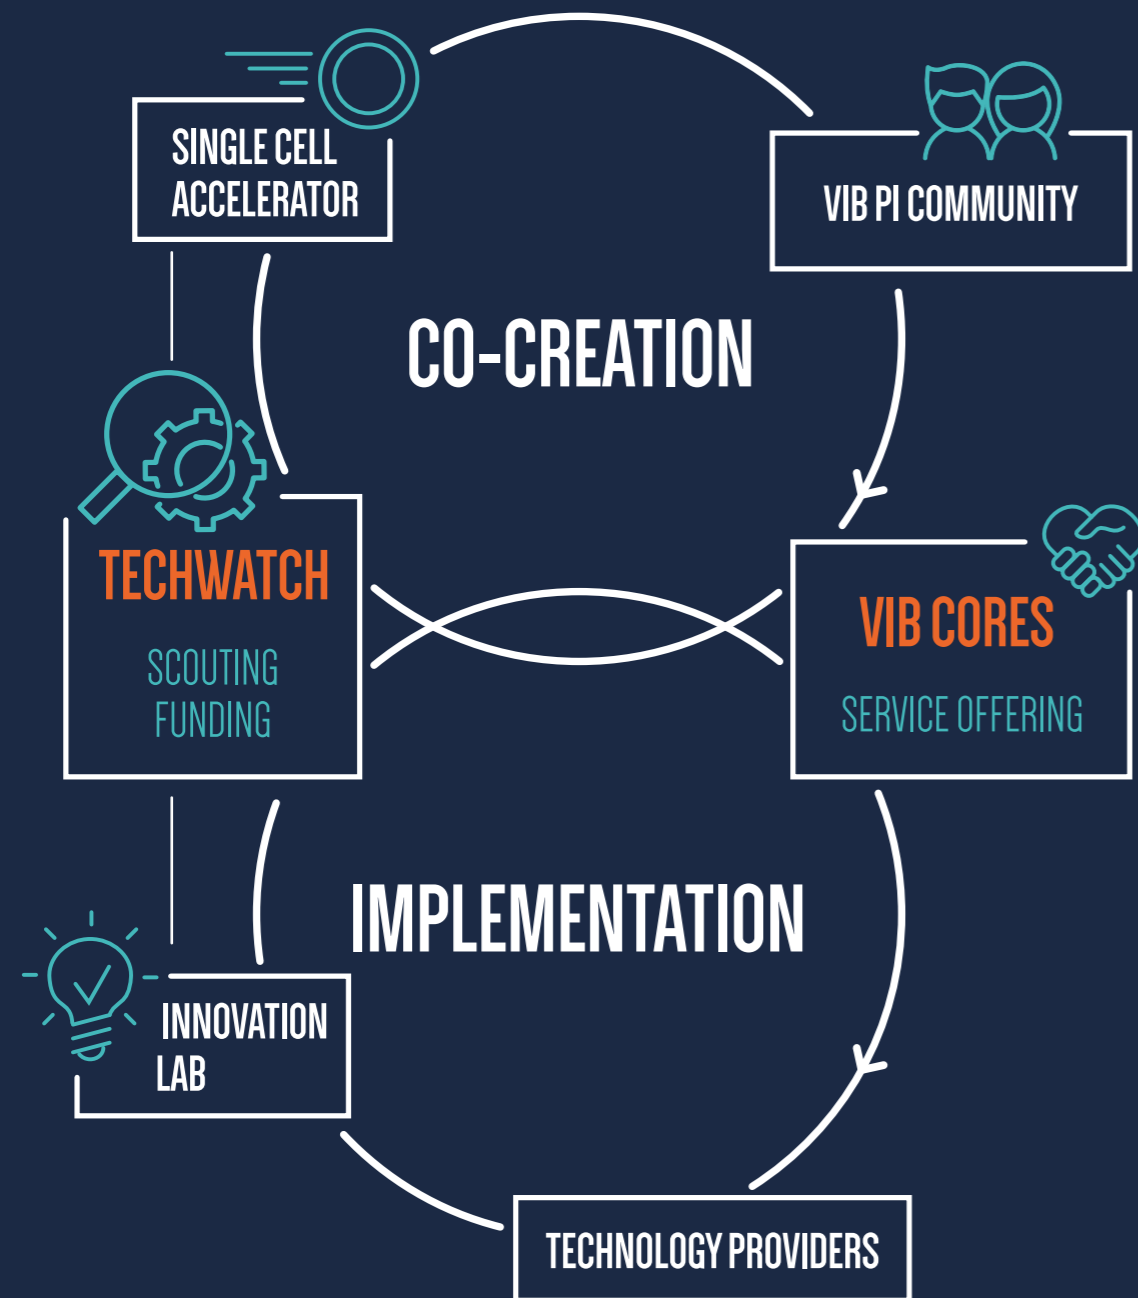 SINGLE CELL
ACCELERATOR
VIB PI COMMUNITY
CO-CREATION
TECHWATCH
SCOUTING
FUNDING
VIB CORES
SERVICE OFFERING
IMPLEMENTATION
INNOVATION
LAB
TECHNOLOGY PROVIDERS